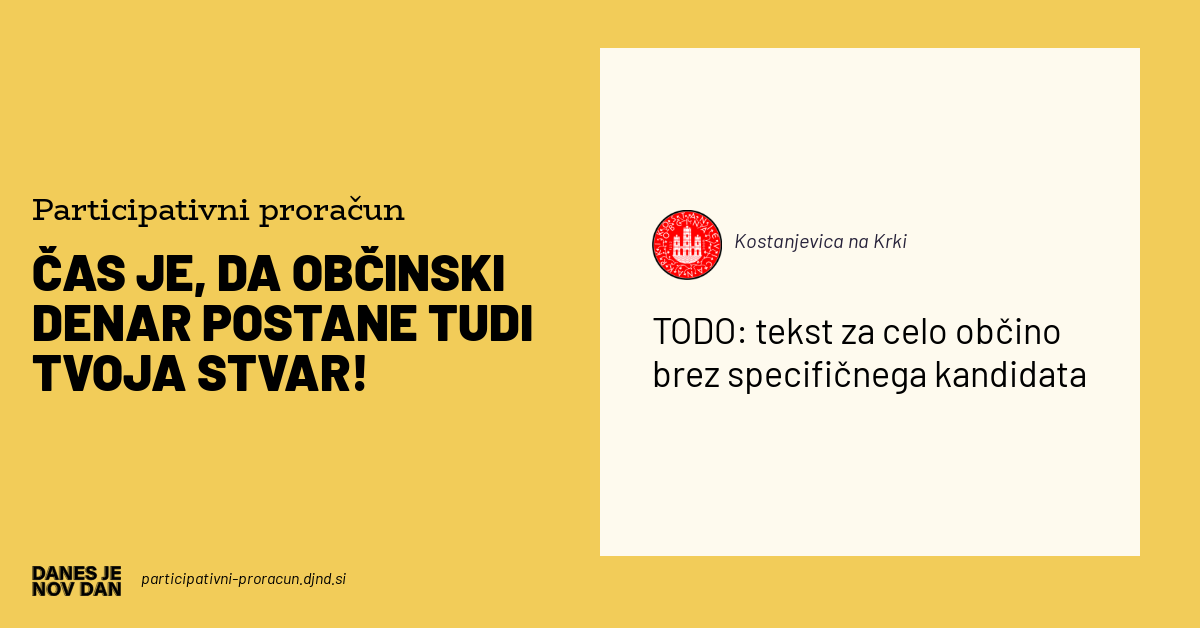 Participativni proračun
ČAS JE, DA OBČINSKI
DENAR POSTANE TUDI
TVOJA STVAR!
Kostanjevica na Krki
TODO: tekst za celo občino
brez specifičnega kandidata
DANES JE
NOV DAN
participativni-proracun.djnd.si